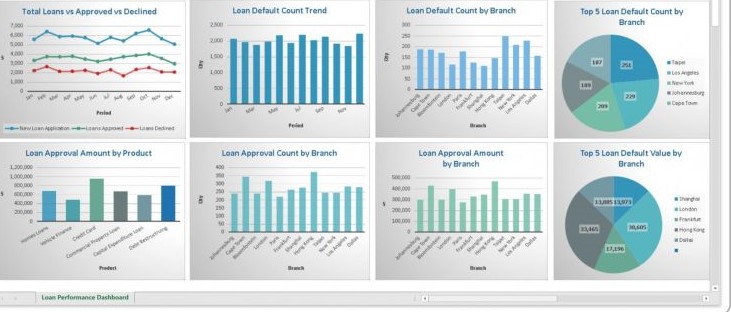 Total Loans vs Approved vs Declined
7,000
6,000
5,000
4,000
3,000
2,000
1,000
$
Jan Feb Mar Apr May Jun July Aug Sep Oct Nov Dec
Period
New Loan Application Loans Approved Loans Declined
Loan Default Count Trend
2,500
2,000
1,500
1,000
500
0
Qty
Jan Mar May Jul Sep Nov
Period
Loan Default Count by Branch
300
250
200
150
100
50
0
Qty
Johannesburg Cape Town Bloemfontein London Paris Frankfurt Shanghai Hong Kong Taipei New York Los Angeles Dallas
Branch
Top 5 Loan Default Count by
Branch
251
229
209
189
187
Taipei
Los Angeles
New York
Johannesburg
Cape Town
Loan Approval Amount by Product
1,200,000
1,000,000
800,000
600,000
400,000
200,000
$
Homes Loans Vehicle Finance Credit Card Commercial Property Loan Capital Expenditure Loan Debt Restructuring
Product
Loan Approval Count by Branch
400
350
300
250
200
150
100
50
0
Qty
Johannesburg Cape Town Bloemfontein London Paris Frankfurt Shanghai Hong Kong Taipei New York Los Angeles Dallas
Branch
Loan Approval Amount
by Branch
500,000
400,000
300,000
200,000
100,000
$
Johannesburg Cape Town Bloemfontein London Paris Frankfurt Shanghai Hong Kong Taipei New York Los Angeles Dallas
Branch
Top 5 Loan Default Value by
Branch
13,885 13,973
30,605
17,196
33,465
Shanghai
London
Frankfurt
Hong Kong
Dallas
Loan Performance Dashboard